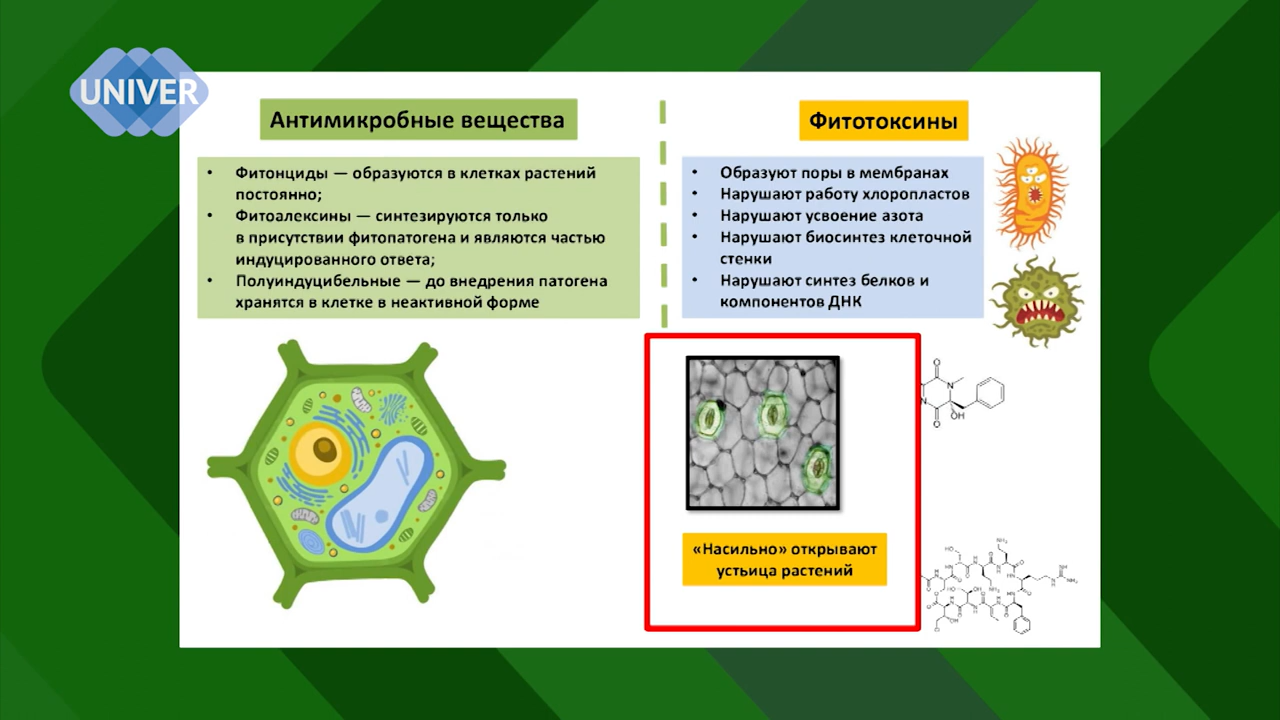 UNIVER
Антимикробные вещества
• Фитонциды — образуются в клетках растений
постоянно;
• Фитоалексины — синтезируются только
в присутствии фитопатогена и являются частью
индуцированного ответа;
• Полуиндуцибельные — до внедрения патогена
хранятся в клетке в неактивной форме
Фитотоксины
• Образуют поры в мембранах
• Нарушают работу хлоропластов
• Нарушают усвоение азота
• Нарушают биосинтез клеточной
стенки
• Нарушают синтез белков и
компонентов ДНК
«Насильно» открывают
устьица растений